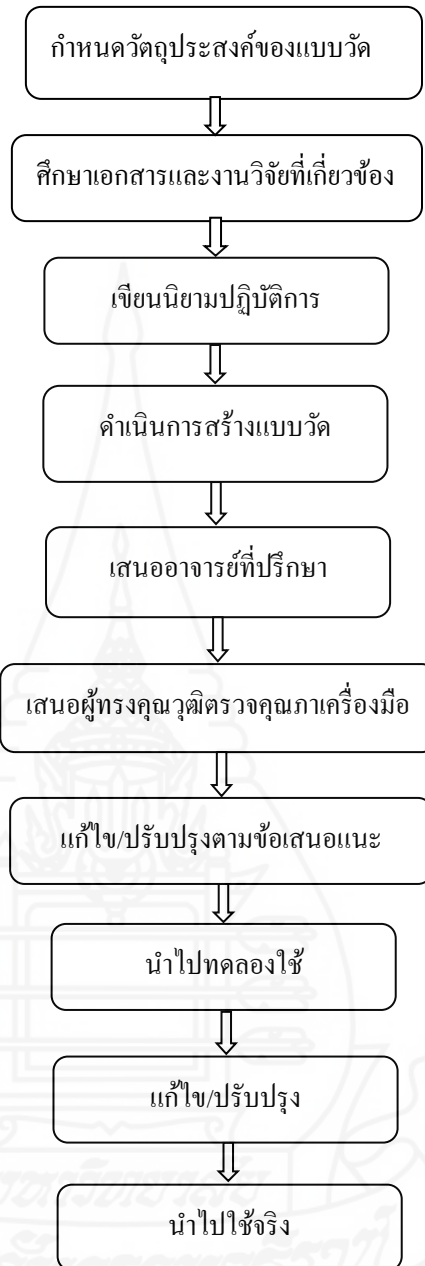 กำหนดวัตถุประสงค์ของแบบวัด
ศึกษาเอกสารและงานวิจัยที่เกี่ยวข้อง
เขียนนิยามปฏิบัติการ
ดำเนินการสร้างแบบวัด
เสนออาจารย์ที่ปรึกษา
เสนอผู้ทรงคุณวุฒิตรวจคุณภาเครื่องมือ
แก้ไข/ปรับปรุงตามข้อเสนอแนะ
นำไปทดลองใช้
แก้ไข/ปรับปรุง
นำไปใช้จริง